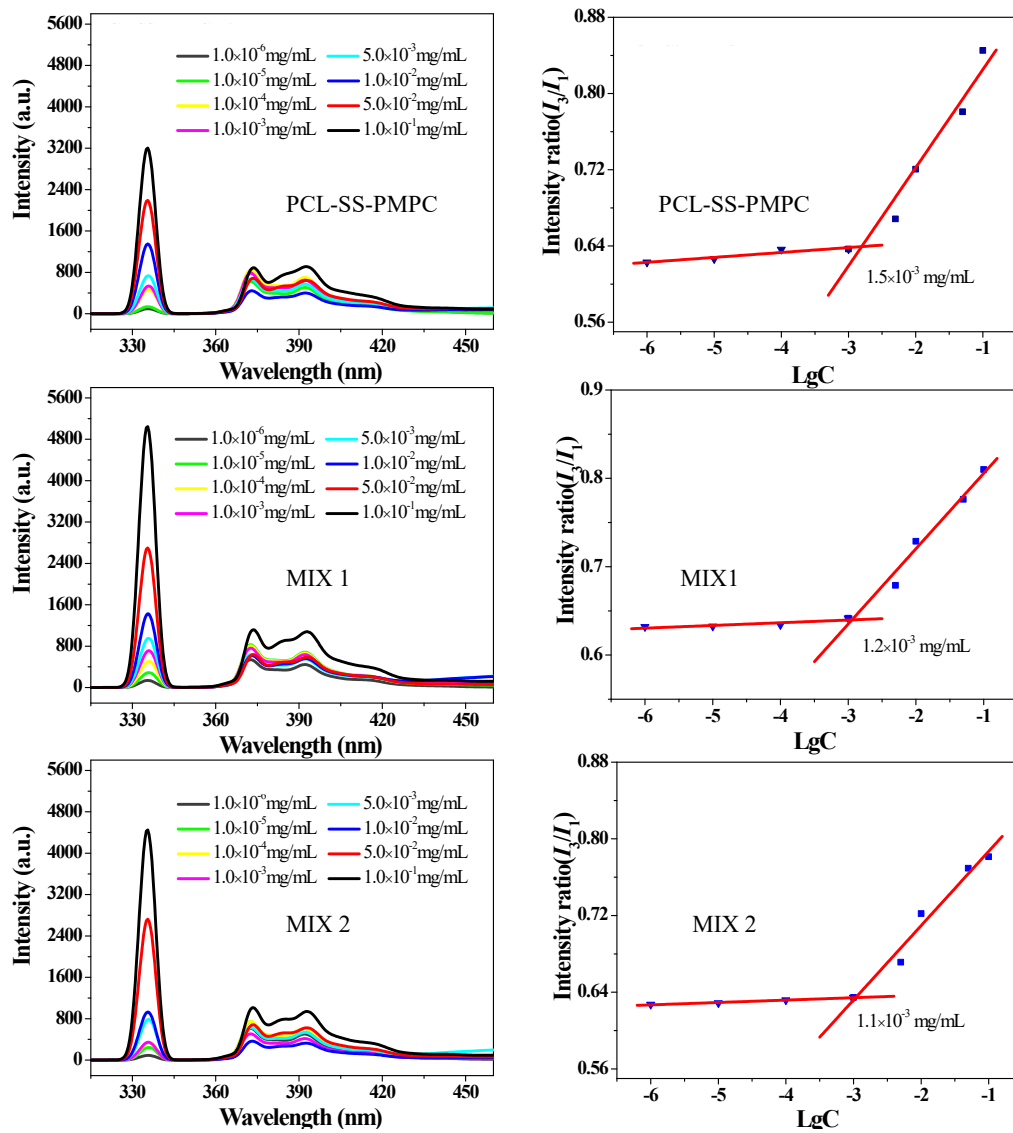 5600
4800
4000
3200
2400
1600
800
0
Intensity (a.u.)
1.0×10⁻⁶mg/mL 5.0×10⁻³mg/mL
1.0×10⁻⁵mg/mL 1.0×10⁻²mg/mL
1.0×10⁻⁴mg/mL 5.0×10⁻²mg/mL
1.0×10⁻³mg/mL 1.0×10⁻¹mg/mL
PCL-SS-PMPC
330 360 390 420 450
Wavelength (nm)
0.88
0.80
0.72
0.64
0.56
Intensity ratio(I₃/I₁)
PCL-SS-PMPC
1.5×10⁻³ mg/mL
-6 -5 -4 -3 -2 -1
LgC
5600
4800
4000
3200
2400
1600
800
0
Intensity (a.u.)
1.0×10⁻⁶mg/mL 5.0×10⁻³mg/mL
1.0×10⁻⁵mg/mL 1.0×10⁻²mg/mL
1.0×10⁻⁴mg/mL 5.0×10⁻²mg/mL
1.0×10⁻³mg/mL 1.0×10⁻¹mg/mL
MIX 1
330 360 390 420 450
Wavelength (nm)
0.9
0.8
0.7
0.6
Intensity ratio(I₃/I₁)
MIX1
1.2×10⁻³ mg/mL
-6 -5 -4 -3 -2 -1
LgC
5600
4800
4000
3200
2400
1600
800
0
Intensity (a.u.)
1.0×10⁻⁶mg/mL 5.0×10⁻³mg/mL
1.0×10⁻⁵mg/mL 1.0×10⁻²mg/mL
1.0×10⁻⁴mg/mL 5.0×10⁻²mg/mL
1.0×10⁻³mg/mL 1.0×10⁻¹mg/mL
MIX 2
330 360 390 420 450
Wavelength (nm)
0.88
0.80
0.72
0.64
0.56
Intensity ratio(I₃/I₁)
MIX 2
1.1×10⁻³ mg/mL
-6 -5 -4 -3 -2 -1
LgC